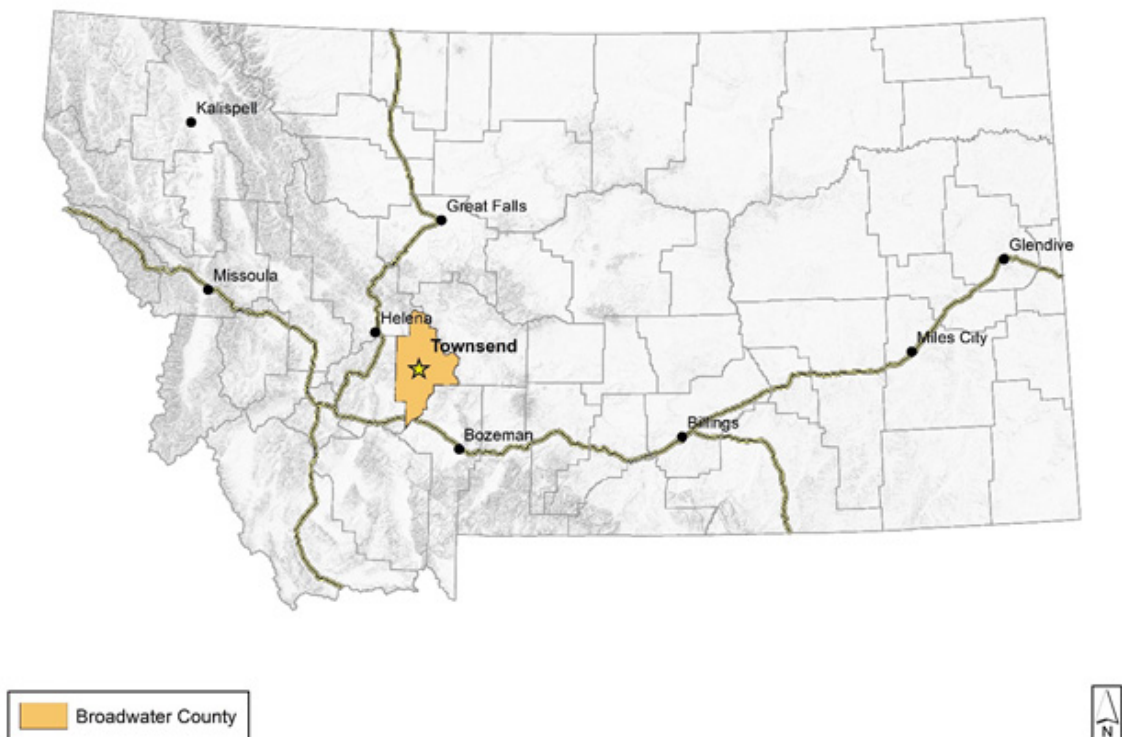 Kalispell
Great Falls
Glendive
Missoula
Helena
Townsend
Miles City
Billings
Bozeman
Broadwater County
N